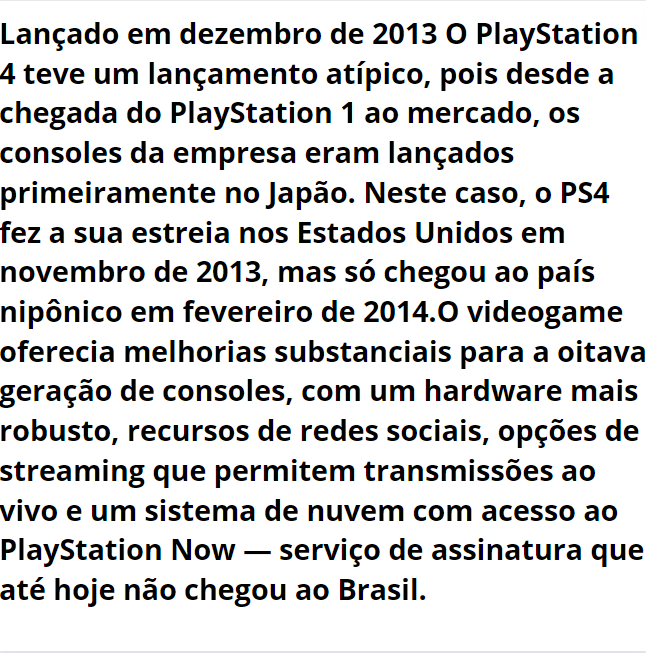 Lançado em dezembro de 2013 O PlayStation
4 teve um lançamento atípico, pois desde a
chegada do PlayStation 1 ao mercado, os
consoles da empresa eram lançados
primeiramente no Japão. Neste caso, o PS4
fez a sua estreia nos Estados Unidos em
novembro de 2013, mas só chegou ao país
nipônico em fevereiro de 2014.O videogame
oferecia melhorias substanciais para a oitava
geração de consoles, com um hardware mais
robusto, recursos de redes sociais, opções de
streaming que permitem transmissões ao
vivo e um sistema de nuvem com acesso ao
PlayStation Now — serviço de assinatura que
até hoje não chegou ao Brasil.